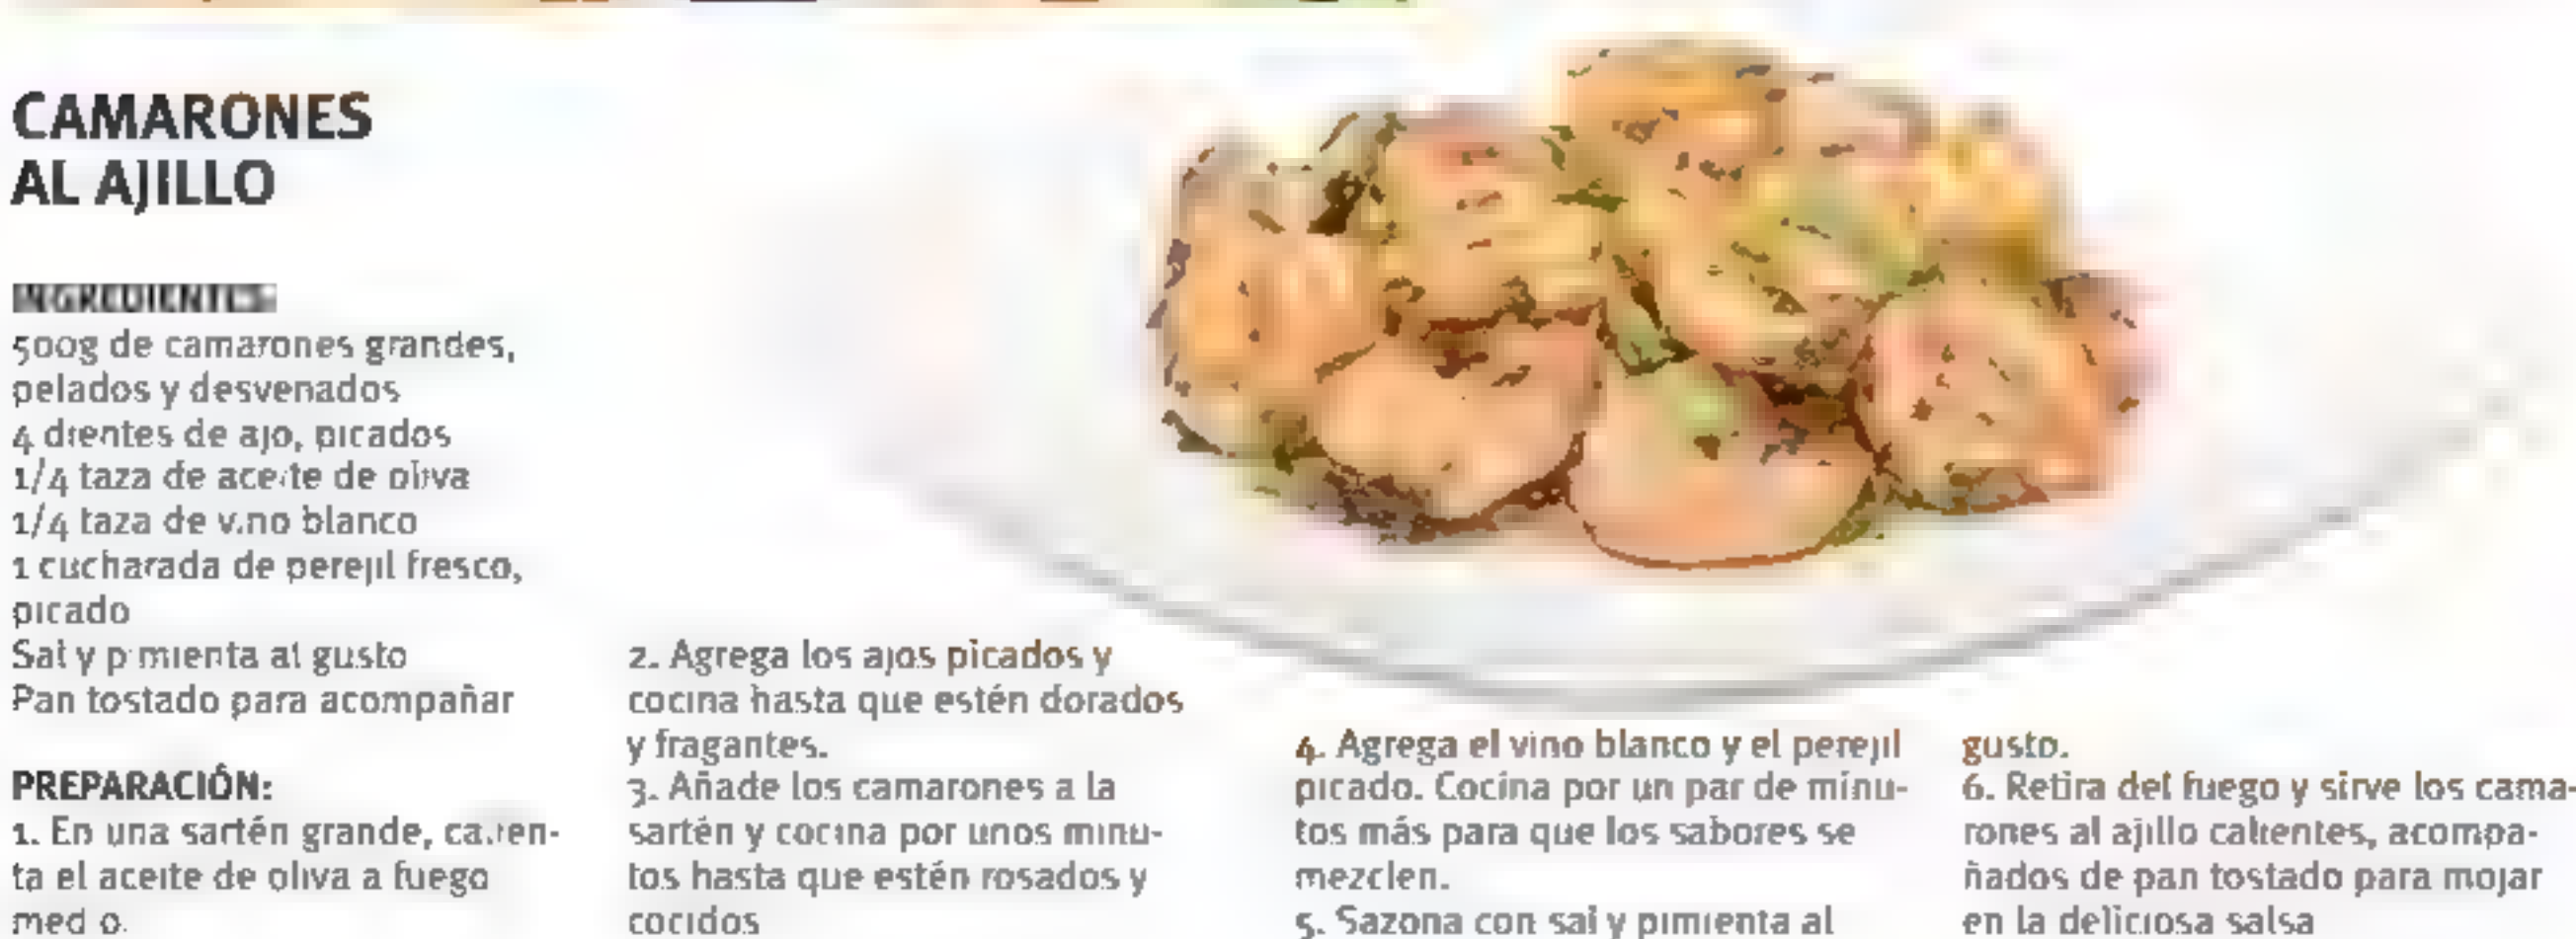 CAMARONES
AL AJILLO
INGREDIENTES:
500g de camarones grandes,
pelados y desvenados
4 dientes de ajo, picados
1/4 taza de aceite de oliva
1/4 taza de vino blanco
1 cucharada de perejil fresco,
picado
Sal y pimienta al gusto
Pan tostado para acompañar
PREPARACIÓN:
1. En una sartén grande, calien-
ta el aceite de oliva a fuego
medio.
2. Agrega los ajos picados y
cocina hasta que estén dorados
y fragantes.
3. Añade los camarones a la
sartén y cocina por unos minu-
tos hasta que estén rosados y
cocidos
4. Agrega el vino blanco y el perejil
picado. Cocina por un par de minu-
tos más para que los sabores se
mezclen.
5. Sazona con sal y pimienta al
gusto.
6. Retira del fuego y sirve los cama-
rones al ajillo calientes, acompa-
ñados de pan tostado para mojar
en la deliciosa salsa